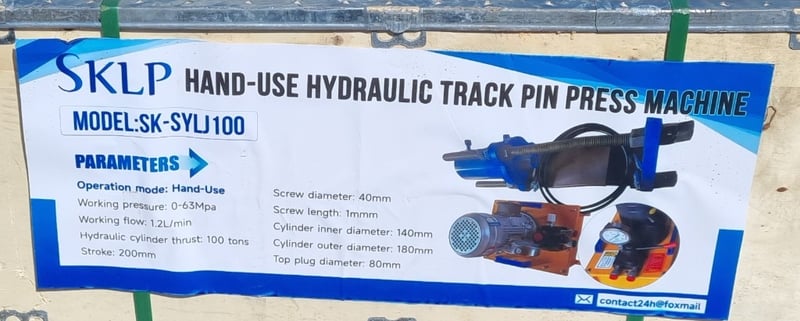 SKLP HAND-USE HYDRAULIC TRACK PIN PRESS MACHINE
MODEL:SK-SYLJ100
PARAMETERS
Operation mode: Hand-Use
Working pressure: 0-63Mpa
Working flow: 1.2L/min
Hydraulic cylinder thrust: 100 tons
Stroke: 200mm
Screw diameter: 40mm
Screw length: 1mmm
Cylinder inner diameter: 140mm
Cylinder outer diameter: 180mm
Top plug diameter: 80mm
contact24h@foxmail